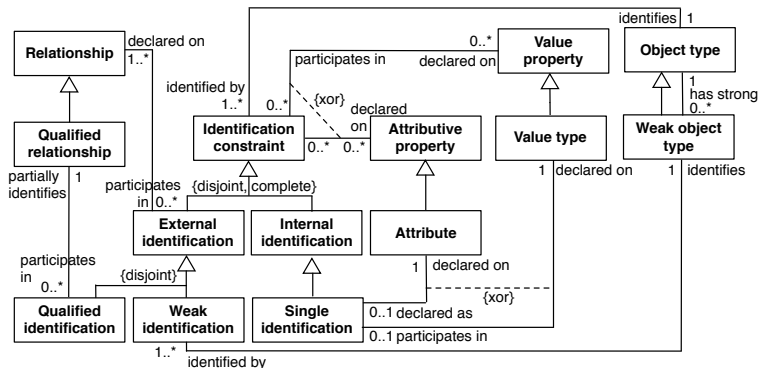 identifies 1
Relationship
declared on
1..*
0..*
participates in
declared on
Value
property
Object type
identified by
1..*
0..*
{xor}
declared
on
1
has strong
0..*
Qualified
relationship
Identification
constraint
0..*
0..*
Attributive
property
Value type
Weak object
type
partially
identifies
1
participates
in 0..*
{disjoint, complete}
1
declared on
1
identifies
External
identification
Internal
identification
Attribute
participates
in
0..*
{disjoint}
1
declared on
{xor}
Qualified
identification
Weak
identification
Single
identification
0..1 declared as
0..1 participates in
1..*
identified by